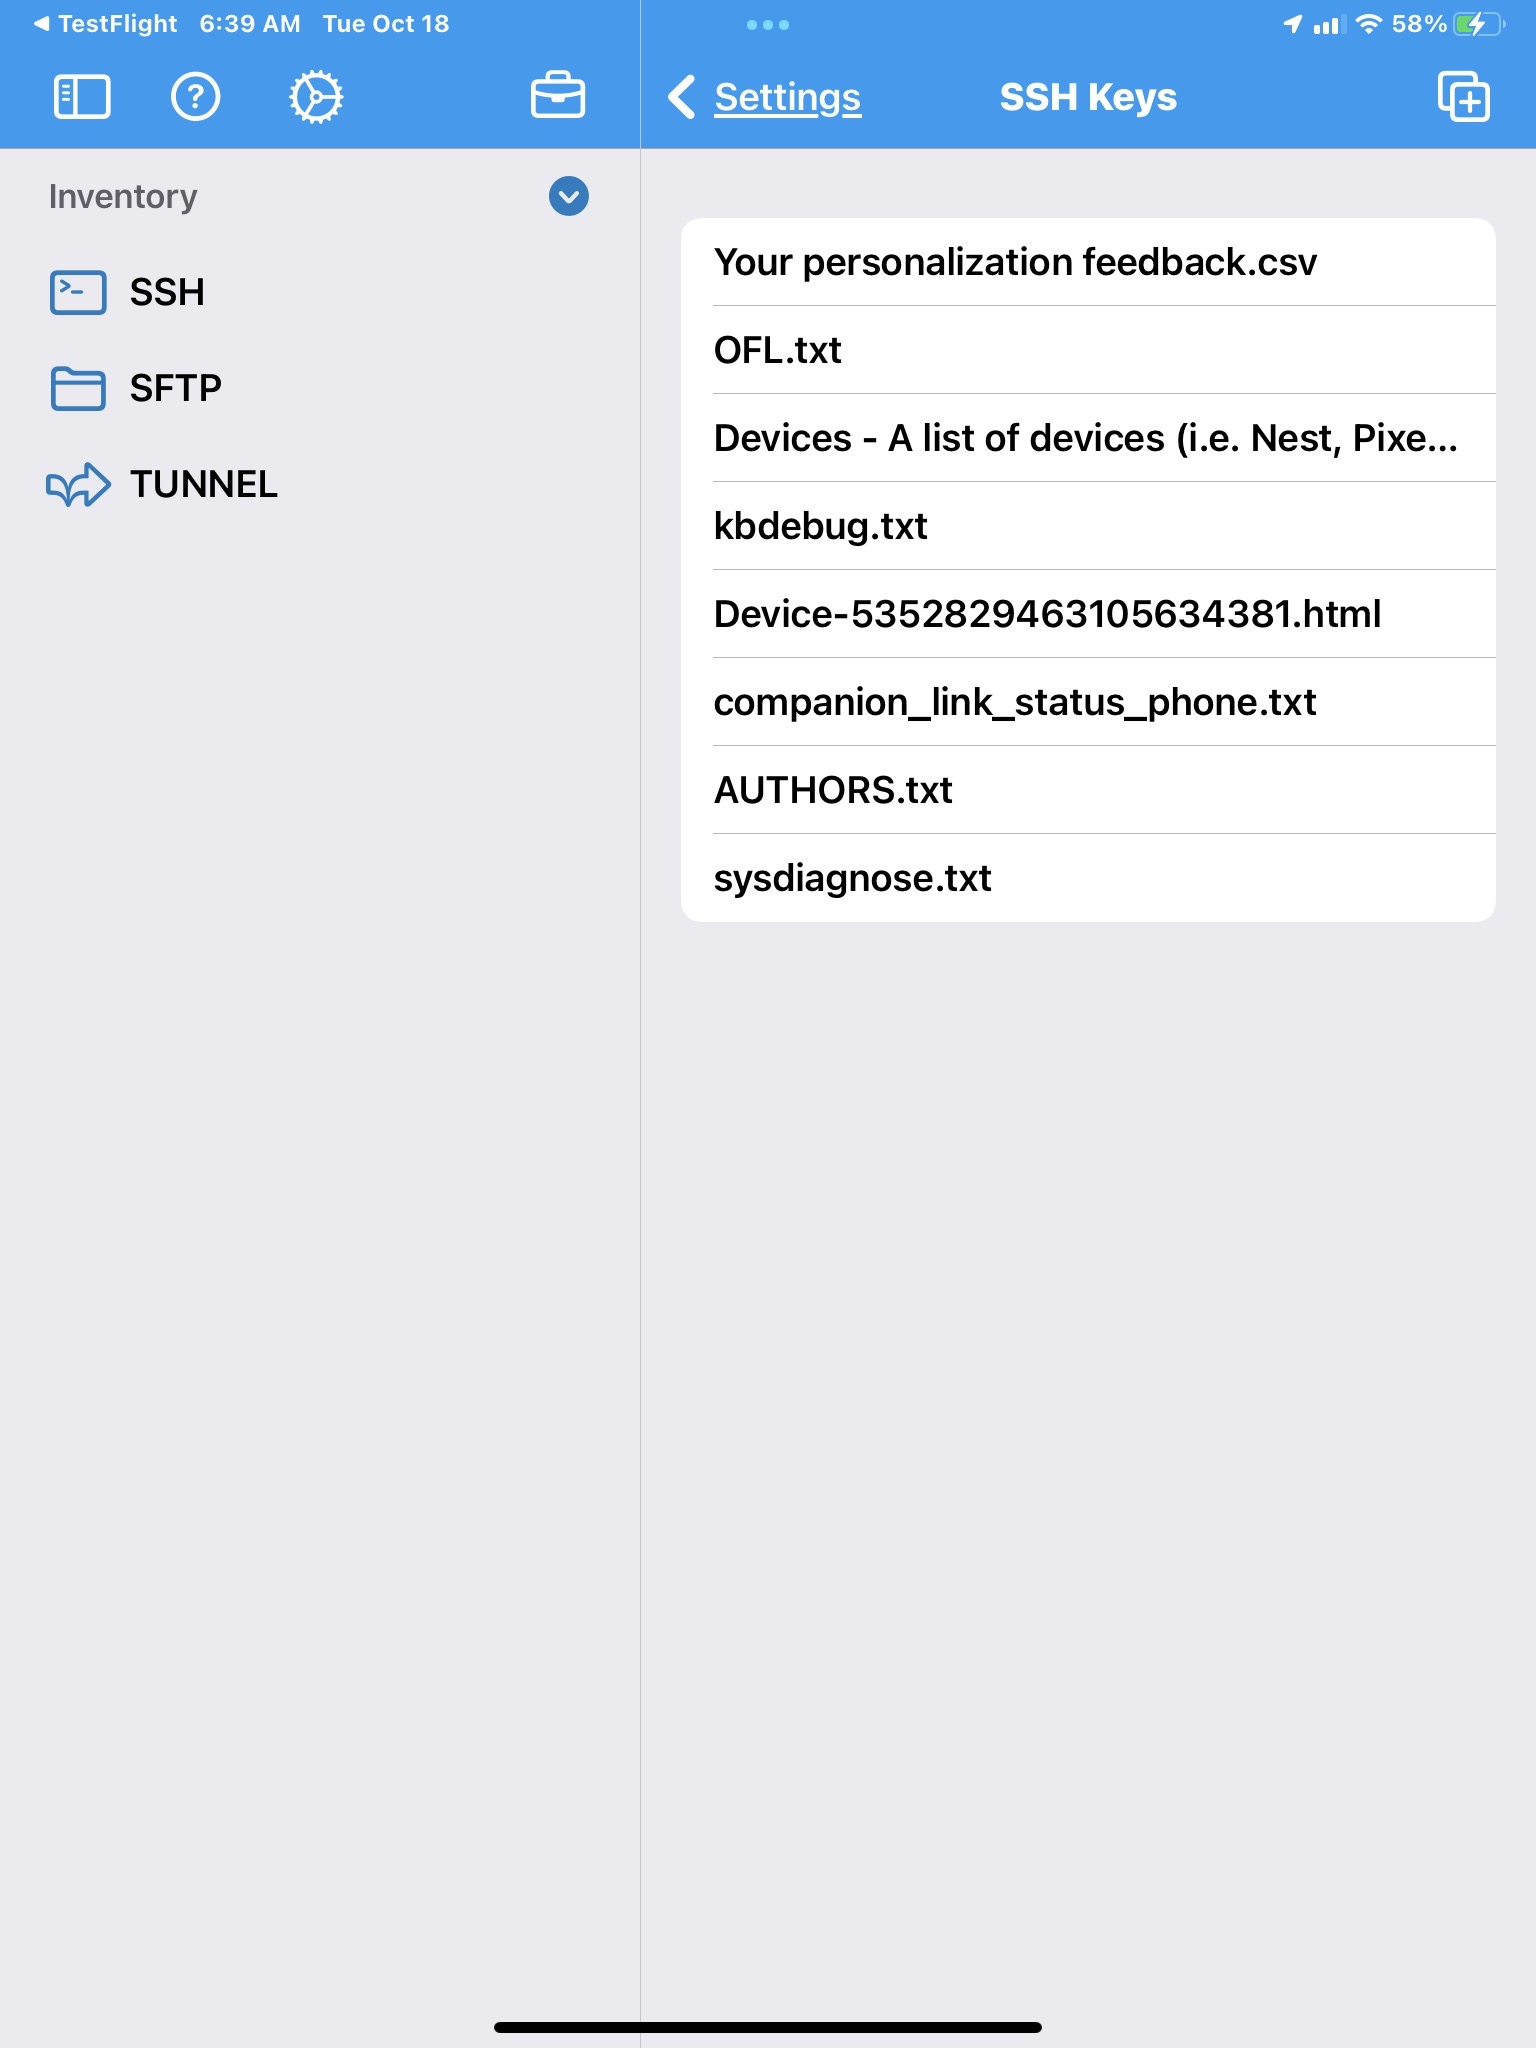 TestFlight 6:39 AM Tue Oct 18
58%
Settings
SSH Keys
Inventory
SSH
SFTP
TUNNEL
Your personalization feedback.csv
OFL.txt
Devices - A list of devices (i.e. Nest, Pixe...
kbdebug.txt
Device-5352829463105634381.html
companion_link_status_phone.txt
AUTHORS.txt
sysdiagnose.txt